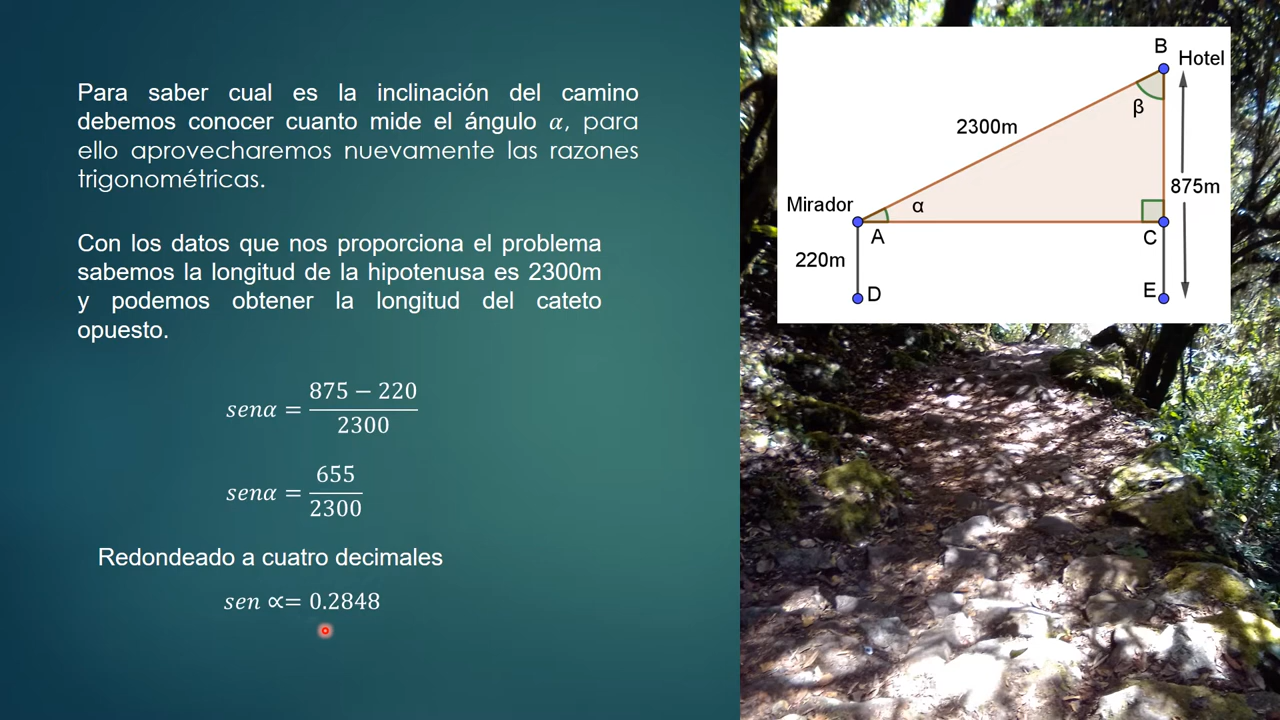 Para saber cual es la inclinación del camino
debemos conocer cuanto mide el ángulo α, para
ello aprovecharemos nuevamente las razones
trigonométricas.
Con los datos que nos proporciona el problema
sabemos la longitud de la hipotenusa es 2300m
y podemos obtener la longitud del cateto
opuesto.
senα = \frac{875 − 220}{2300}
senα = \frac{655}{2300}
Redondeado a cuatro decimales
sen ∝= 0.2848
B
Hotel
β
2300m
875m
Mirador
α
A
C
220m
D
E